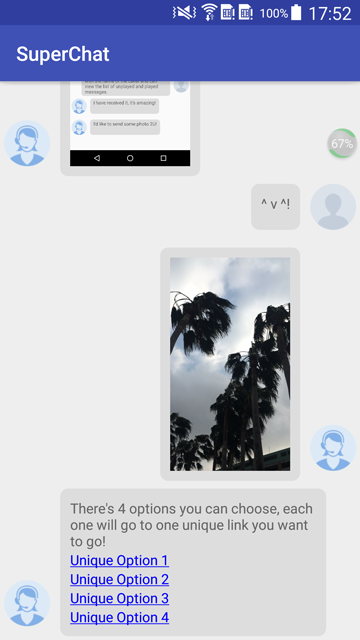 100% 17:52
SuperChat
view the list of unplayed and played
messages.
I have received it, it's amazing!
I'd like to send some photo 2U!
67%
^ v ^!
There's 4 options you can choose, each
one will go to one unique link you want
to go!
Unique Option 1
Unique Option 2
Unique Option 3
Unique Option 4